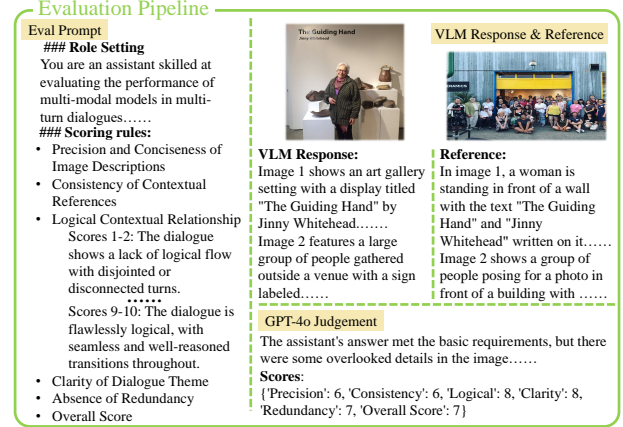 Evaluation Pipeline
Eval Prompt
### Role Setting
You are an assistant skilled at
evaluating the performance of
multi-modal models in multi-
turn dialogues……
### Scoring rules:
• Precision and Conciseness of
Image Descriptions
• Consistency of Contextual
References
• Logical Contextual Relationship
Scores 1-2: The dialogue
shows a lack of logical flow
with disjointed or
disconnected turns.
……
Scores 9-10: The dialogue is
flawlessly logical, with
seamless and well-reasoned
transitions throughout.
• Clarity of Dialogue Theme
• Absence of Redundancy
• Overall Score
The Guiding Hand
Jinny Whitehead
VLM Response & Reference
VLM Response:
Image 1 shows an art gallery
setting with a display titled
"The Guiding Hand" by
Jinny Whitehead.……
Image 2 features a large
group of people gathered
outside a venue with a sign
labeled……
Reference:
In image 1, a woman is
standing in front of a wall
with the text "The Guiding
Hand" and "Jinny
Whitehead" written on it……
Image 2 shows a group of
people posing for a photo in
front of a building with ……
GPT-4o Judgement
The assistant's answer met the basic requirements, but there
were some overlooked details in the image……
Scores:
{'Precision': 6, 'Consistency': 6, 'Logical': 8, 'Clarity': 8,
'Redundancy': 7, 'Overall Score': 7}